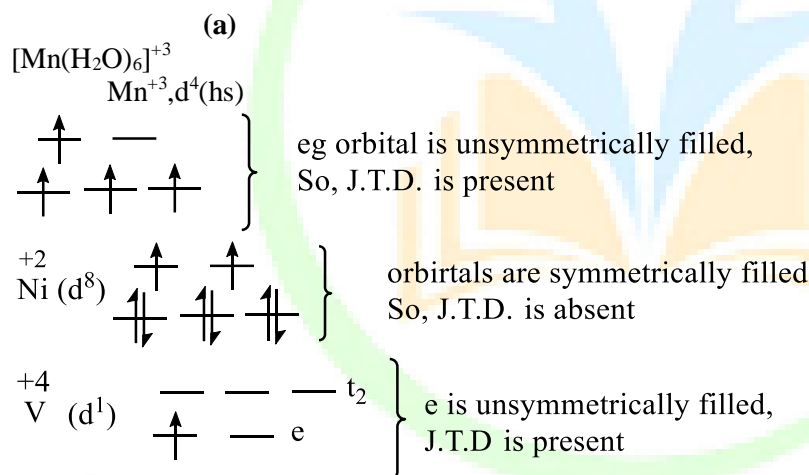 (a)
[Mn(H₂O)₆]⁺³
Mn⁺³,d⁴(hs)
eg orbital is unsymmetrically filled,
So, J.T.D. is present
+2
Ni (d⁸)
orbirtals are symmetrically filled
So, J.T.D. is absent
+4
V (d¹)
t₂
e
e is unsymmetrically filled,
J.T.D is present